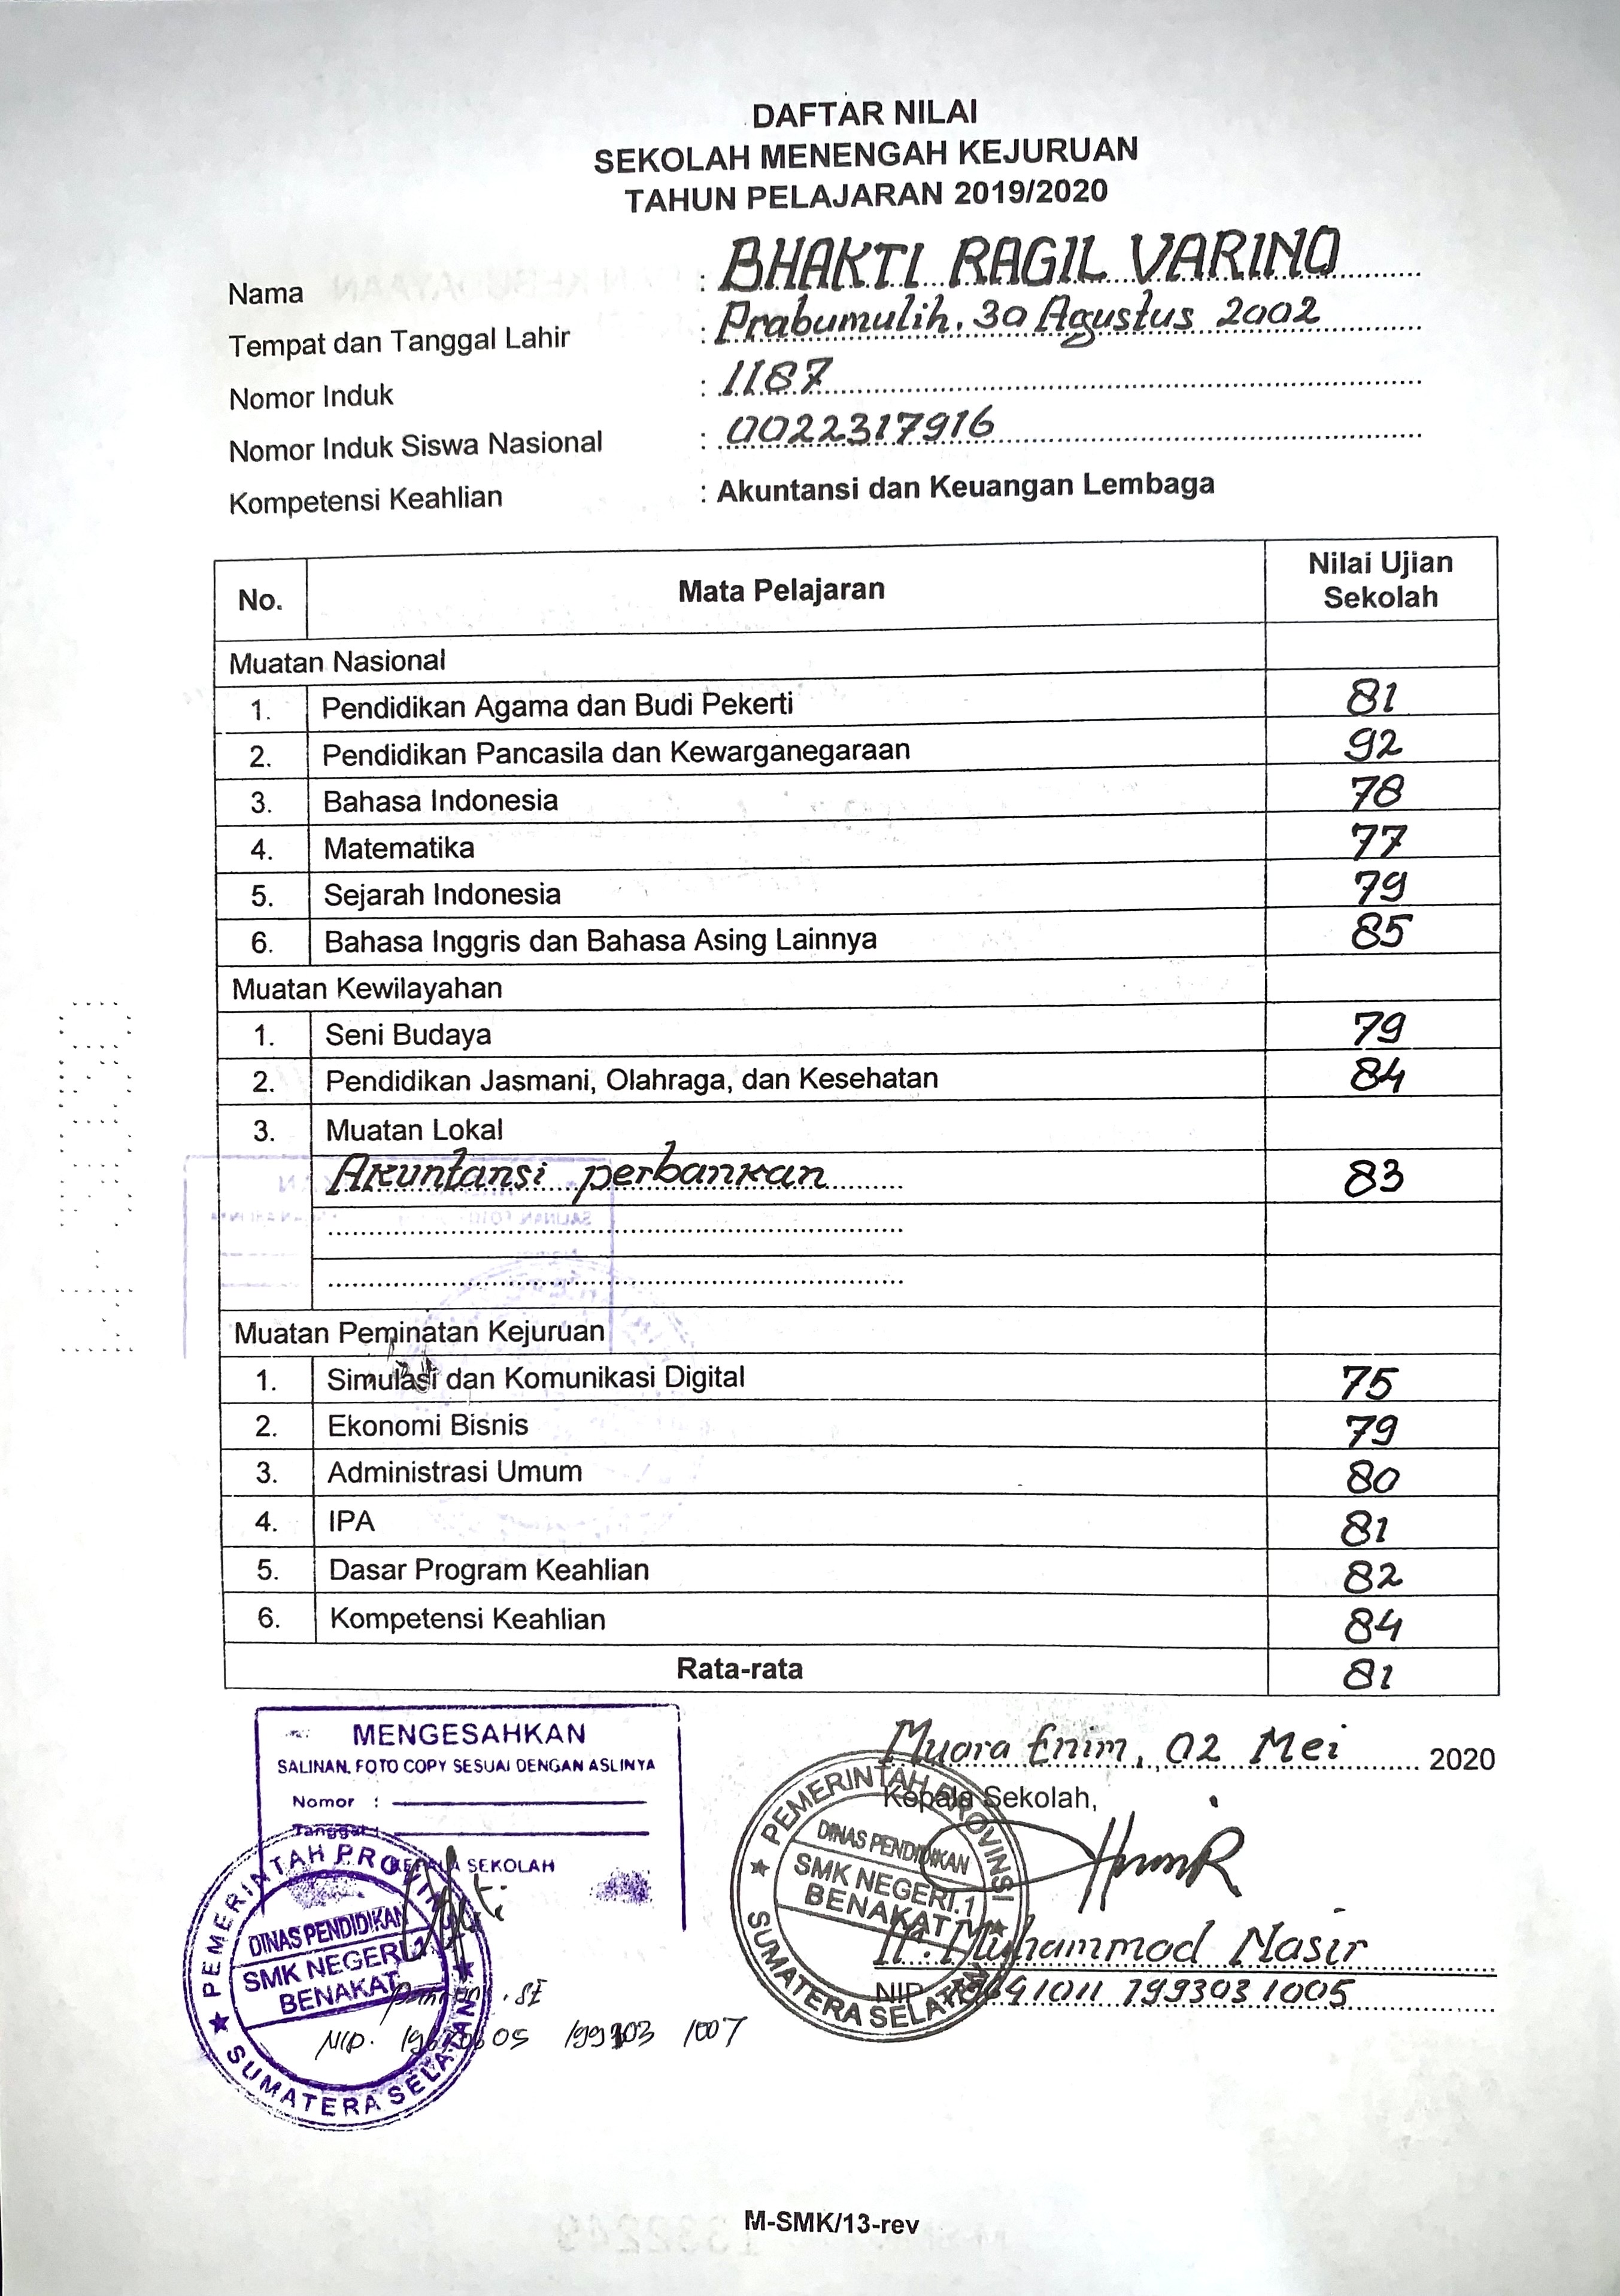 DAFTAR NILAI
SEKOLAH MENENGAH KEJURUAN
TAHUN PELAJARAN 2019/2020
Nama : BHAKTI RAGIL VARINO
Tempat dan Tanggal Lahir : Prabumulih, 30 Agustus 2002
Nomor Induk : 1187
Nomor Induk Siswa Nasional : 0022317916
Kompetensi Keahlian : Akuntansi dan Keuangan Lembaga
No. Mata Pelajaran Nilai Ujian Sekolah
Muatan Nasional
1. Pendidikan Agama dan Budi Pekerti 81
2. Pendidikan Pancasila dan Kewarganegaraan 92
3. Bahasa Indonesia 78
4. Matematika 77
5. Sejarah Indonesia 79
6. Bahasa Inggris dan Bahasa Asing Lainnya 85
Muatan Kewilayahan
1. Seni Budaya 79
2. Pendidikan Jasmani, Olahraga, dan Kesehatan 84
3. Muatan Lokal
Akuntansi perbankan 83
Muatan Peminatan Kejuruan
1. Simulasi dan Komunikasi Digital 75
2. Ekonomi Bisnis 79
3. Administrasi Umum 80
4. IPA 81
5. Dasar Program Keahlian 82
6. Kompetensi Keahlian 84
Rata-rata 81
Muara Enim, 02 Mei 2020
Kepala Sekolah,
PEMERINTAH PROVINSI
DINAS PENDIDIKAN
SMK NEGERI.1
BENAKAT
SUMATERA SELATAN
H. Muhammad Nasir
NIP. 1011 199303 1005
MENGESAHKAN
SALINAN. FOTO COPY SESUAI DENGAN ASLINYA
Nomor :
Tanggal :
KEPALA SEKOLAH
PEMERINTAH PROVINSI
DINAS PENDIDIKAN
SMK NEGERI.1
BENAKAT
SUMATERA SELATAN
SE
NIP. 1007
M-SMK/13-rev